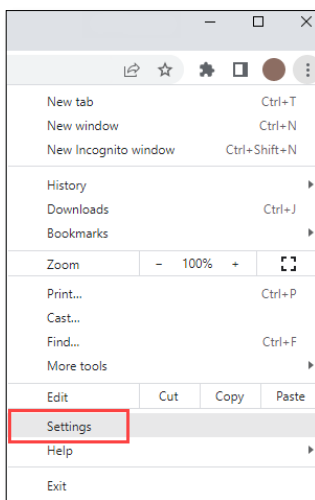 New tab Ctrl+T
New window Ctrl+N
New Incognito window Ctrl+Shift+N
History
Downloads Ctrl+J
Bookmarks
Zoom - 100% +
Print... Ctrl+P
Cast...
Find... Ctrl+F
More tools
Edit Cut Copy Paste
Settings
Help
Exit